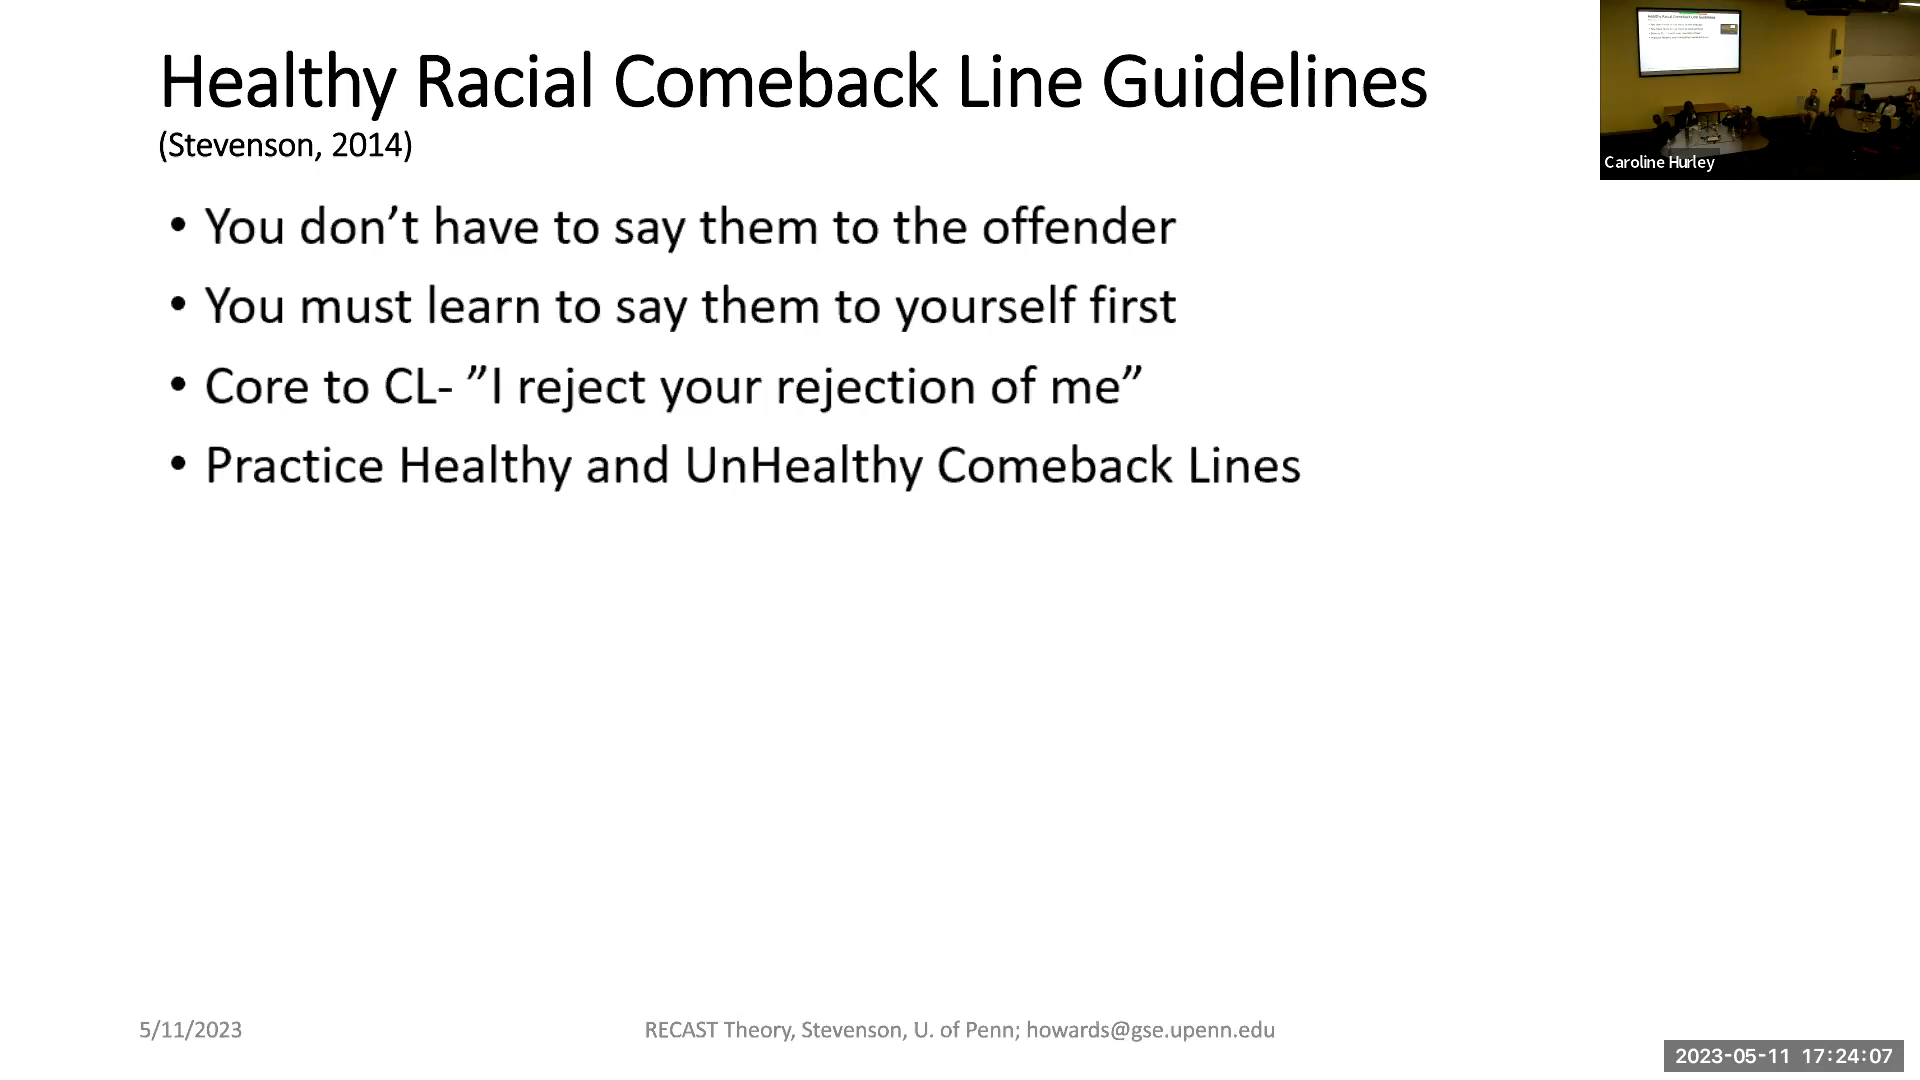 Healthy Racial Comeback Line Guidelines
(Stevenson, 2014)
• You don’t have to say them to the offender
• You must learn to say them to yourself first
• Core to CL- ”I reject your rejection of me”
• Practice Healthy and UnHealthy Comeback Lines
Caroline Hurley
5/11/2023
RECAST Theory, Stevenson, U. of Penn; howards@gse.upenn.edu
2023-05-11 17:24:07